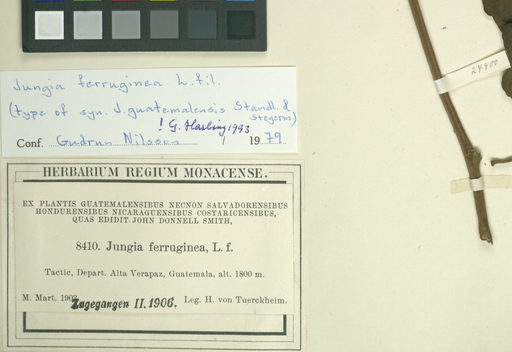 24400
Jungia ferruginea L.f.il.
(type of syn. J. guatemalensis Standl. &
Steyerm)
! G. Harling 1993
Conf. Gudrun Nilsson / 1979
HERBARIUM REGIUM MONACENSE.
EX PLANTIS GUATEMALENSIBUS NECNON SALVADORENSIBUS
HONDURENSIBUS NICARAGUENSIBUS COSTARICENSIBUS,
QUAS EDIDIT JOHN DONNELL SMITH,
8410. Jungia ferruginea, L. f.
Tactic, Depart. Alta Verapaz, Guatemala, alt. 1800 m.
M. Mart. Zugegangen II. 1906. Leg. H. von Tuerckheim.